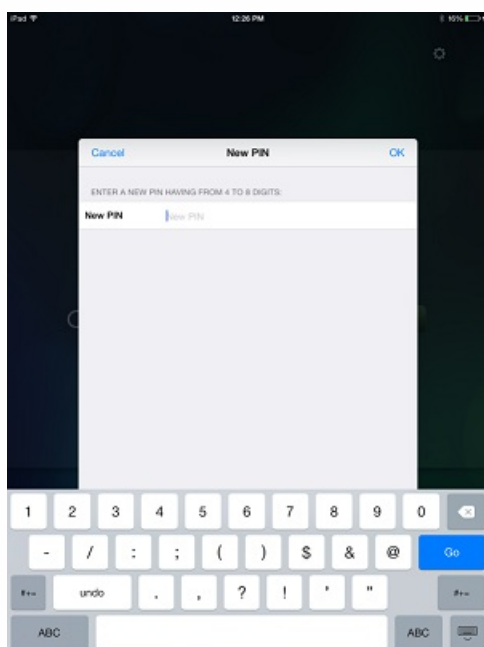 iPad 12:26 PM 16%
Cancel New PIN OK
ENTER A NEW PIN HAVING FROM 4 TO 8 DIGITS:
New PIN New PIN
1 2 3 4 5 6 7 8 9 0
- / : ; ( ) $ & @ Go
#+= undo . , ? ! ' " #+=
ABC ABC